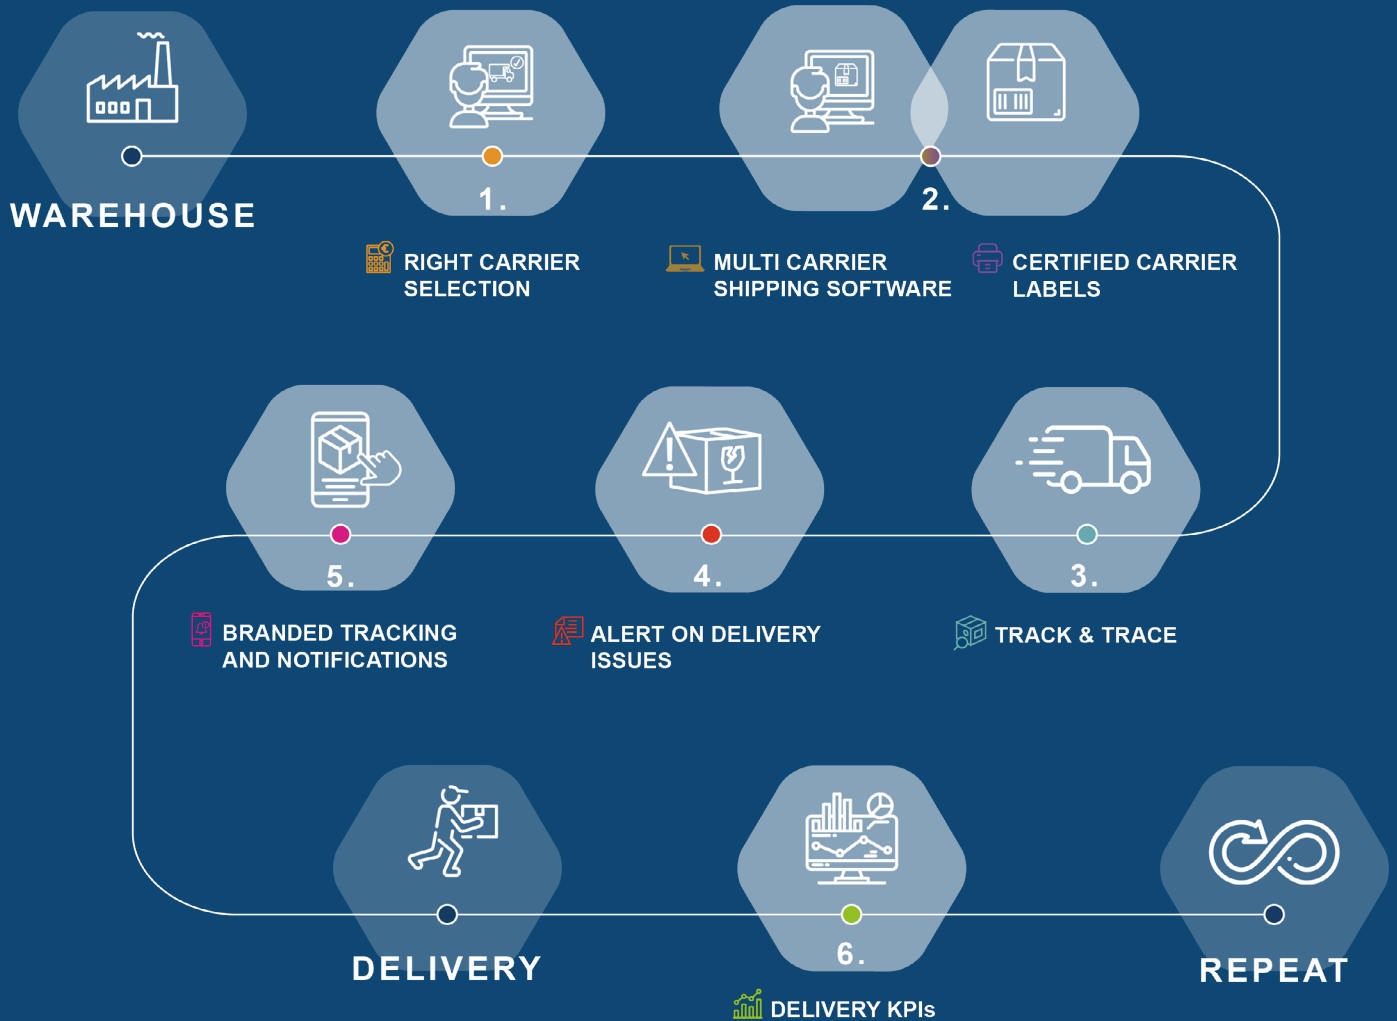 WAREHOUSE
1.
2.
RIGHT CARRIER
SELECTION
MULTI CARRIER
SHIPPING SOFTWARE
CERTIFIED CARRIER
LABELS
3.
TRACK & TRACE
4.
ALERT ON DELIVERY
ISSUES
5.
BRANDED TRACKING
AND NOTIFICATIONS
DELIVERY
6.
DELIVERY KPIs
REPEAT